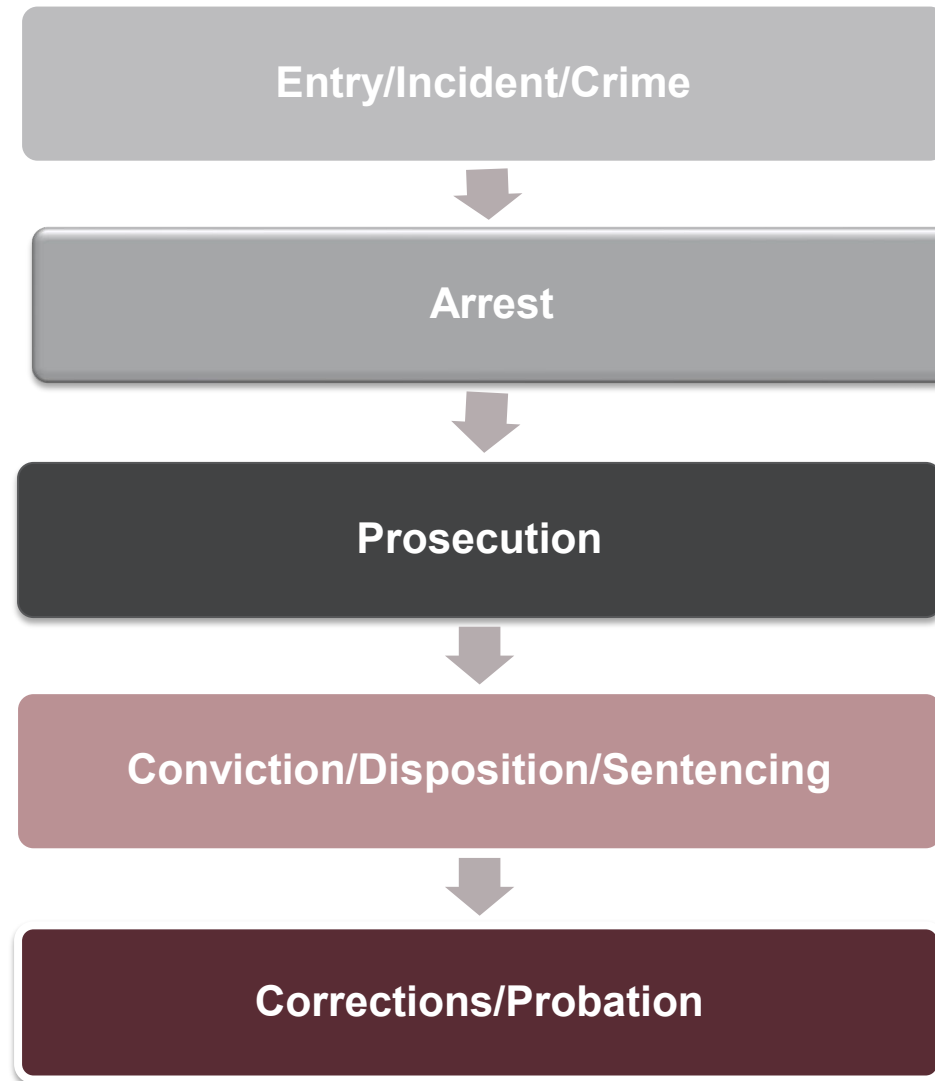 Entry/Incident/Crime
Arrest
Prosecution
Conviction/Disposition/Sentencing
Corrections/Probation